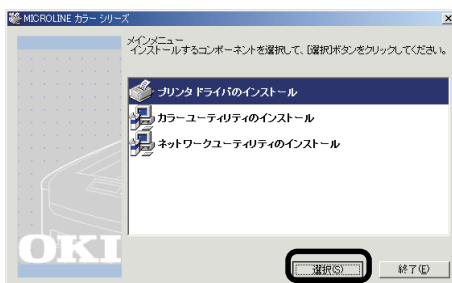 MICROLINE カラー シリーズ
メインメニュー
インストールするコンポーネントを選択して、[選択]ボタンをクリックしてください。
プリンタドライバのインストール
カラーユーティリティのインストール
ネットワークユーティリティのインストール
OKI
選択(S)
終了(E)